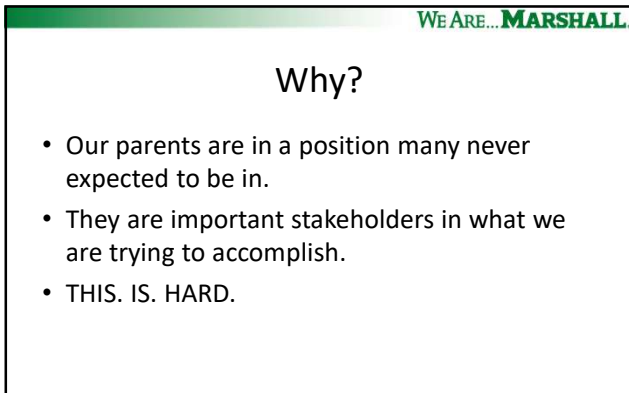 WE ARE...MARSHALL.
Why?
• Our parents are in a position many never
expected to be in.
• They are important stakeholders in what we
are trying to accomplish.
• THIS. IS. HARD.